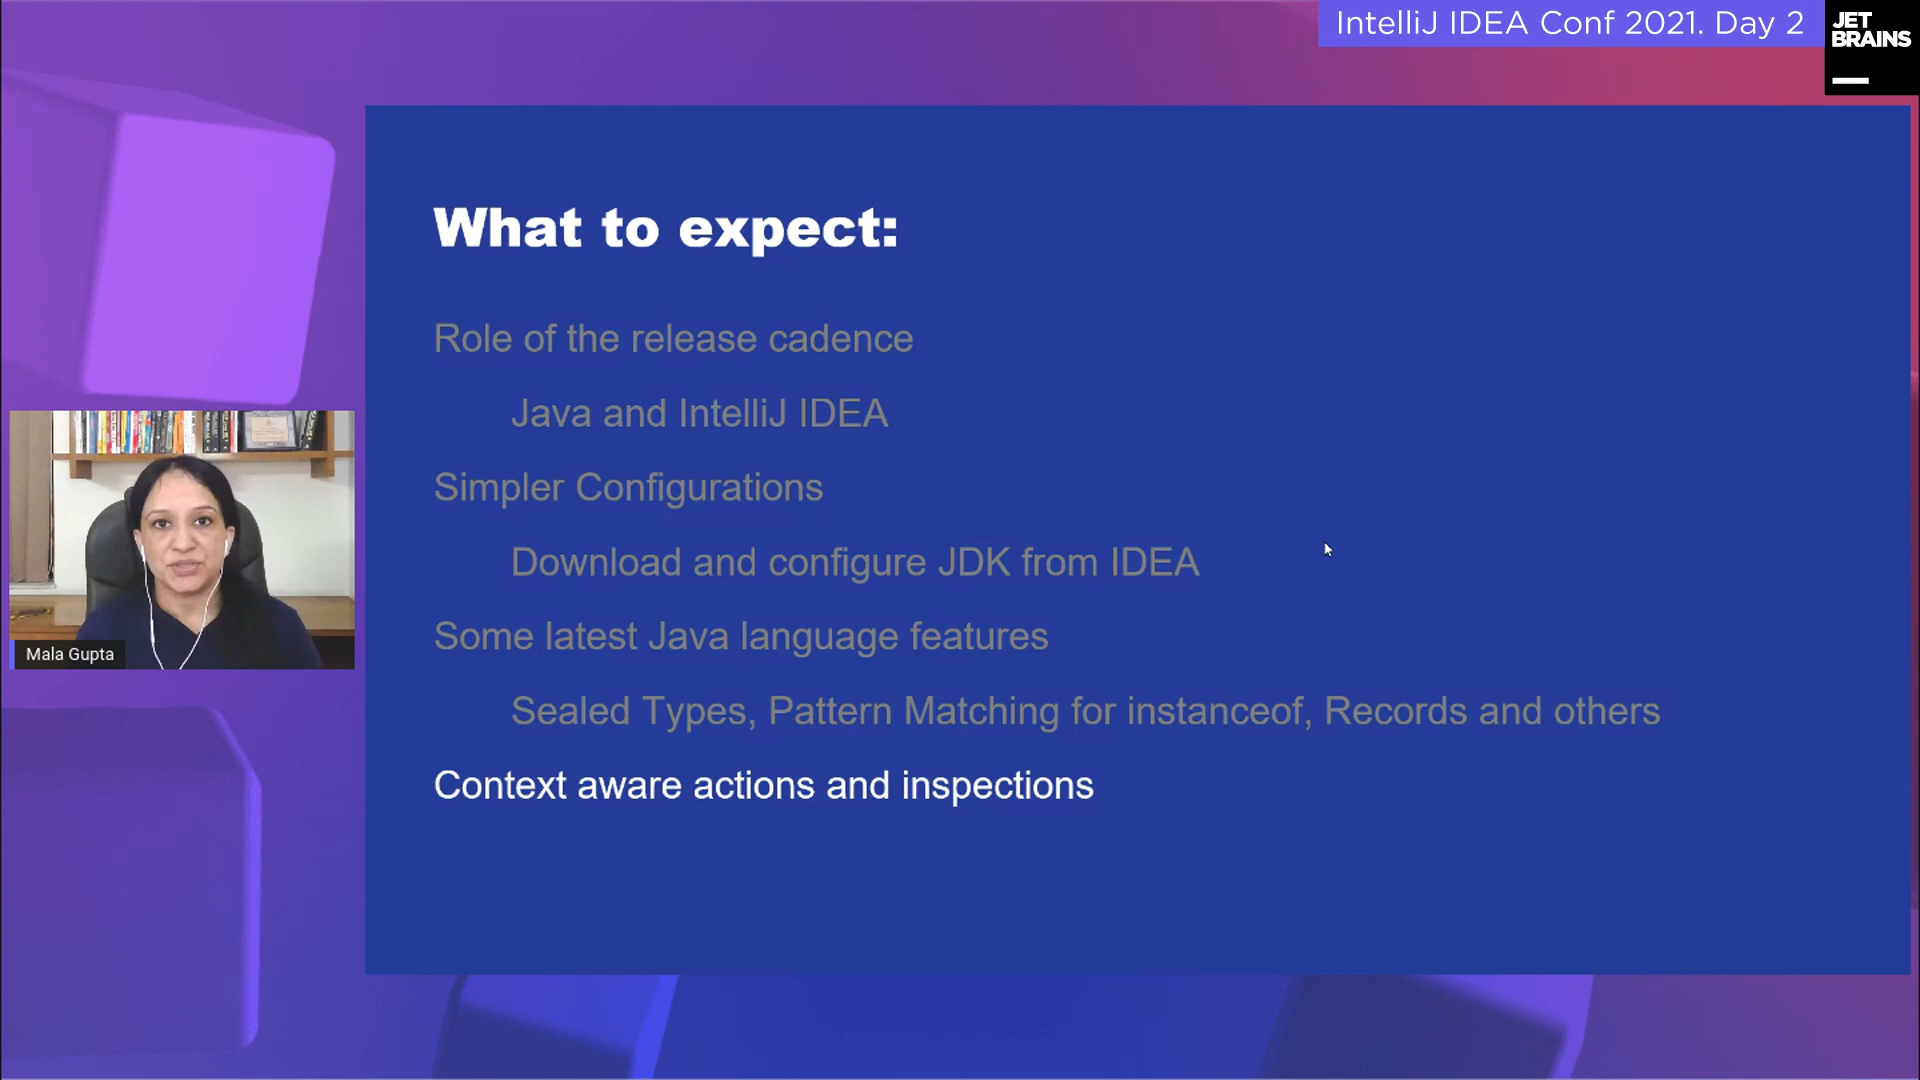 IntelliJ IDEA Conf 2021. Day 2
JET
BRAINS
What to expect:
Role of the release cadence
Java and IntelliJ IDEA
Simpler Configurations
Download and configure JDK from IDEA
Some latest Java language features
Sealed Types, Pattern Matching for instanceof, Records and others
Context aware actions and inspections
Mala Gupta